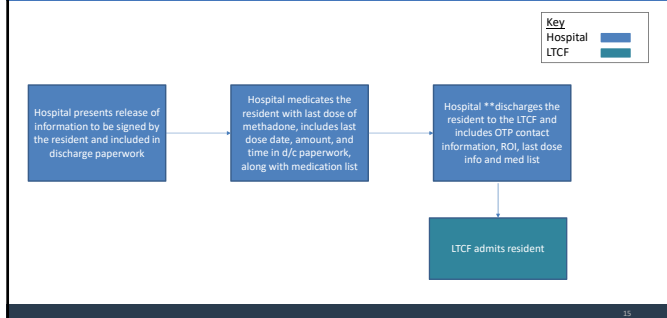 Key
Hospital
LTCF
Hospital presents release of
information to be signed by
the resident and included in
discharge paperwork
Hospital medicates the
resident with last dose of
methadone, includes last
dose date, amount, and
time in d/c paperwork,
along with medication list
Hospital **discharges the
resident to the LTCF and
includes OTP contact
information, ROI, last dose
info and med list
LTCF admits resident
15